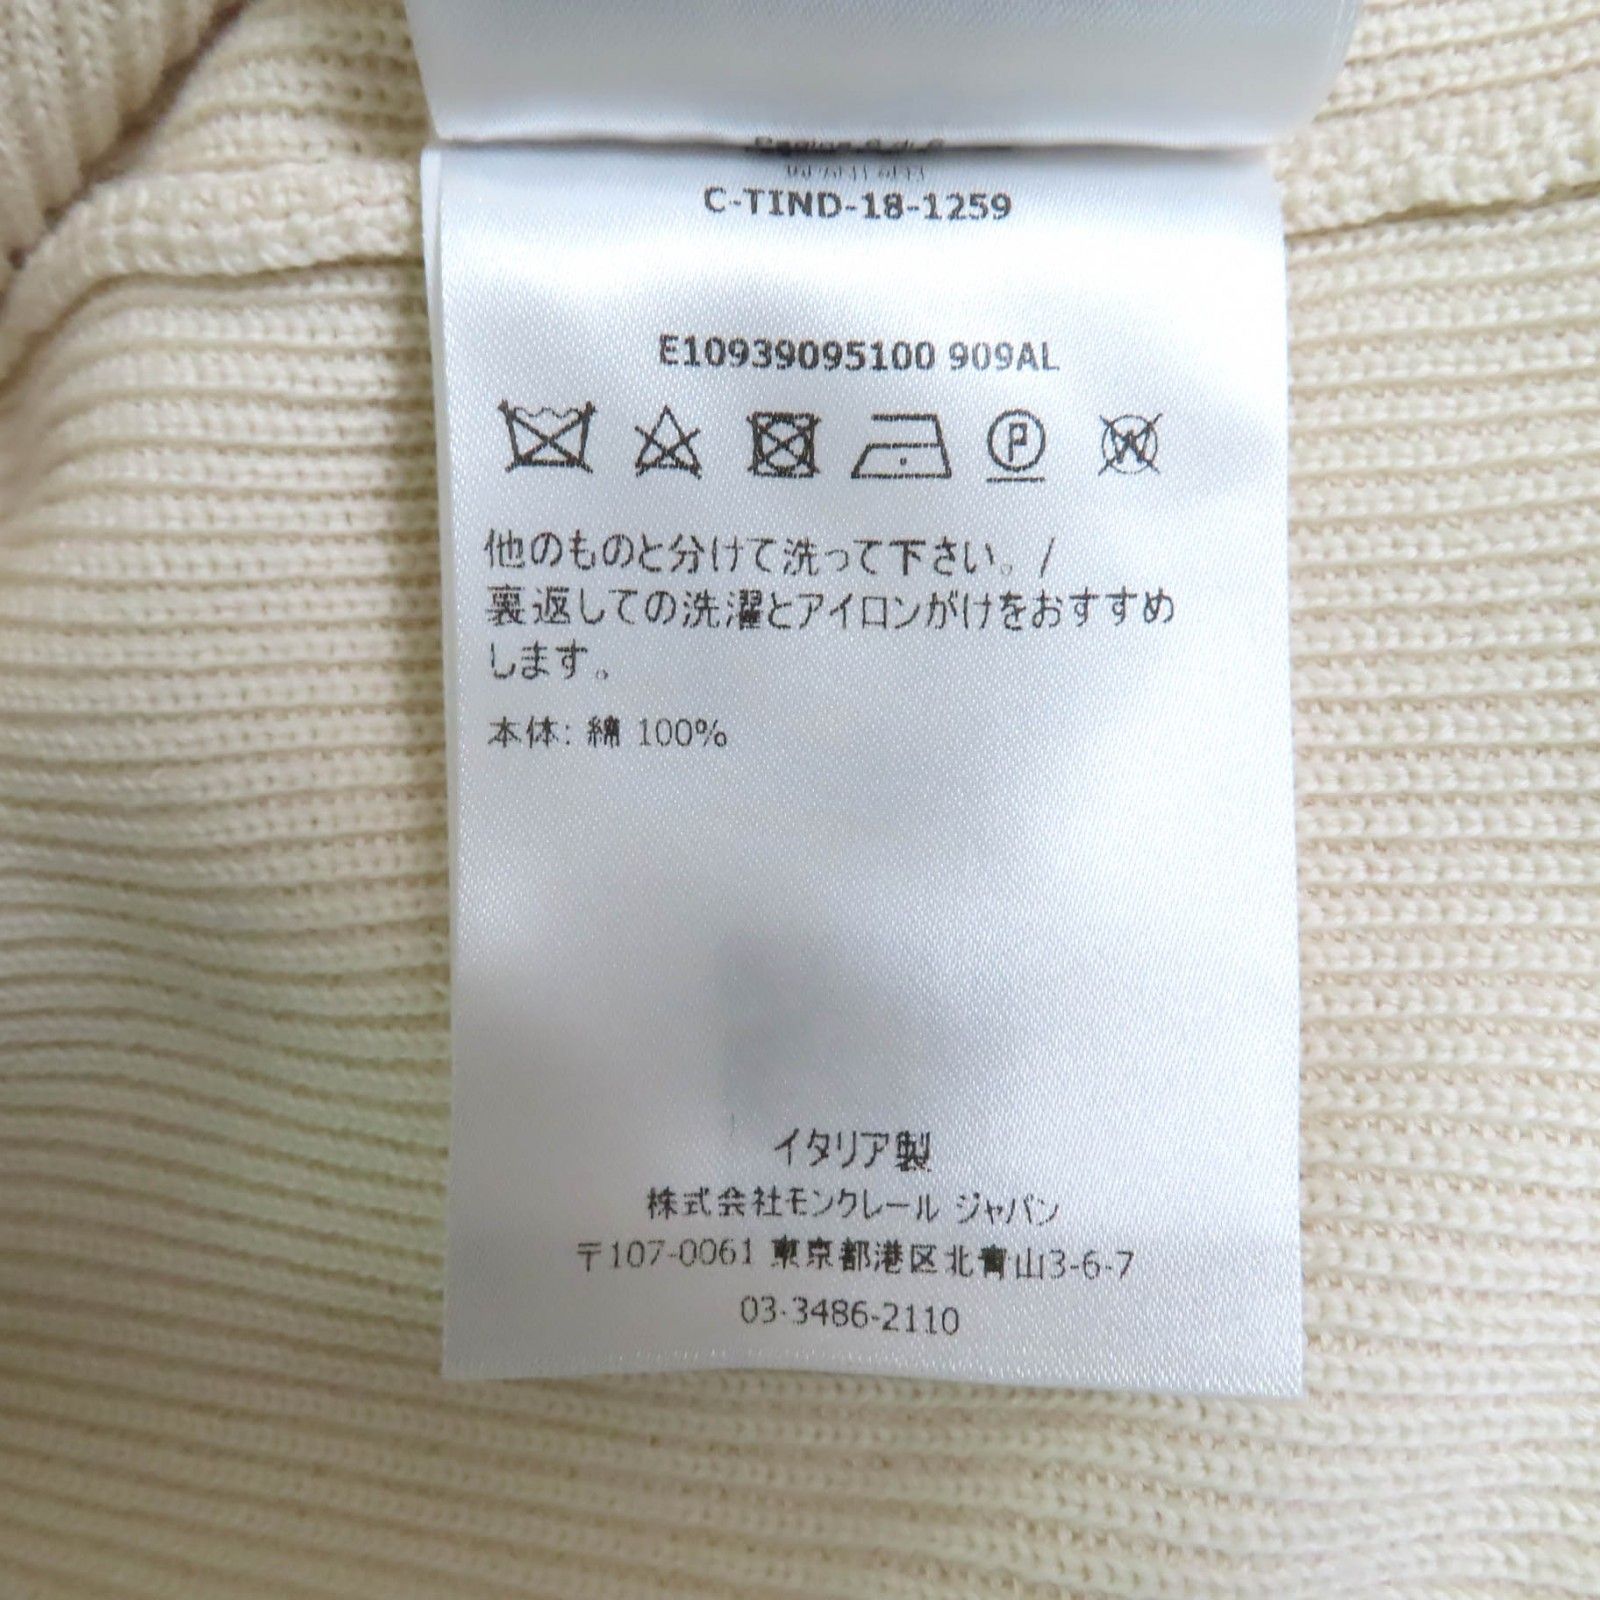 C-TIND-18-1259
E10939095100 909AL
P
W
他のものと分けて洗って下さい。/
裏返しての洗濯とアイロンがけをおすすめ
します。
本体: 綿 100%
イタリア製
株式会社モンクレール ジャパン
〒107-0061 東京都港区北青山3-6-7
03-3486-2110